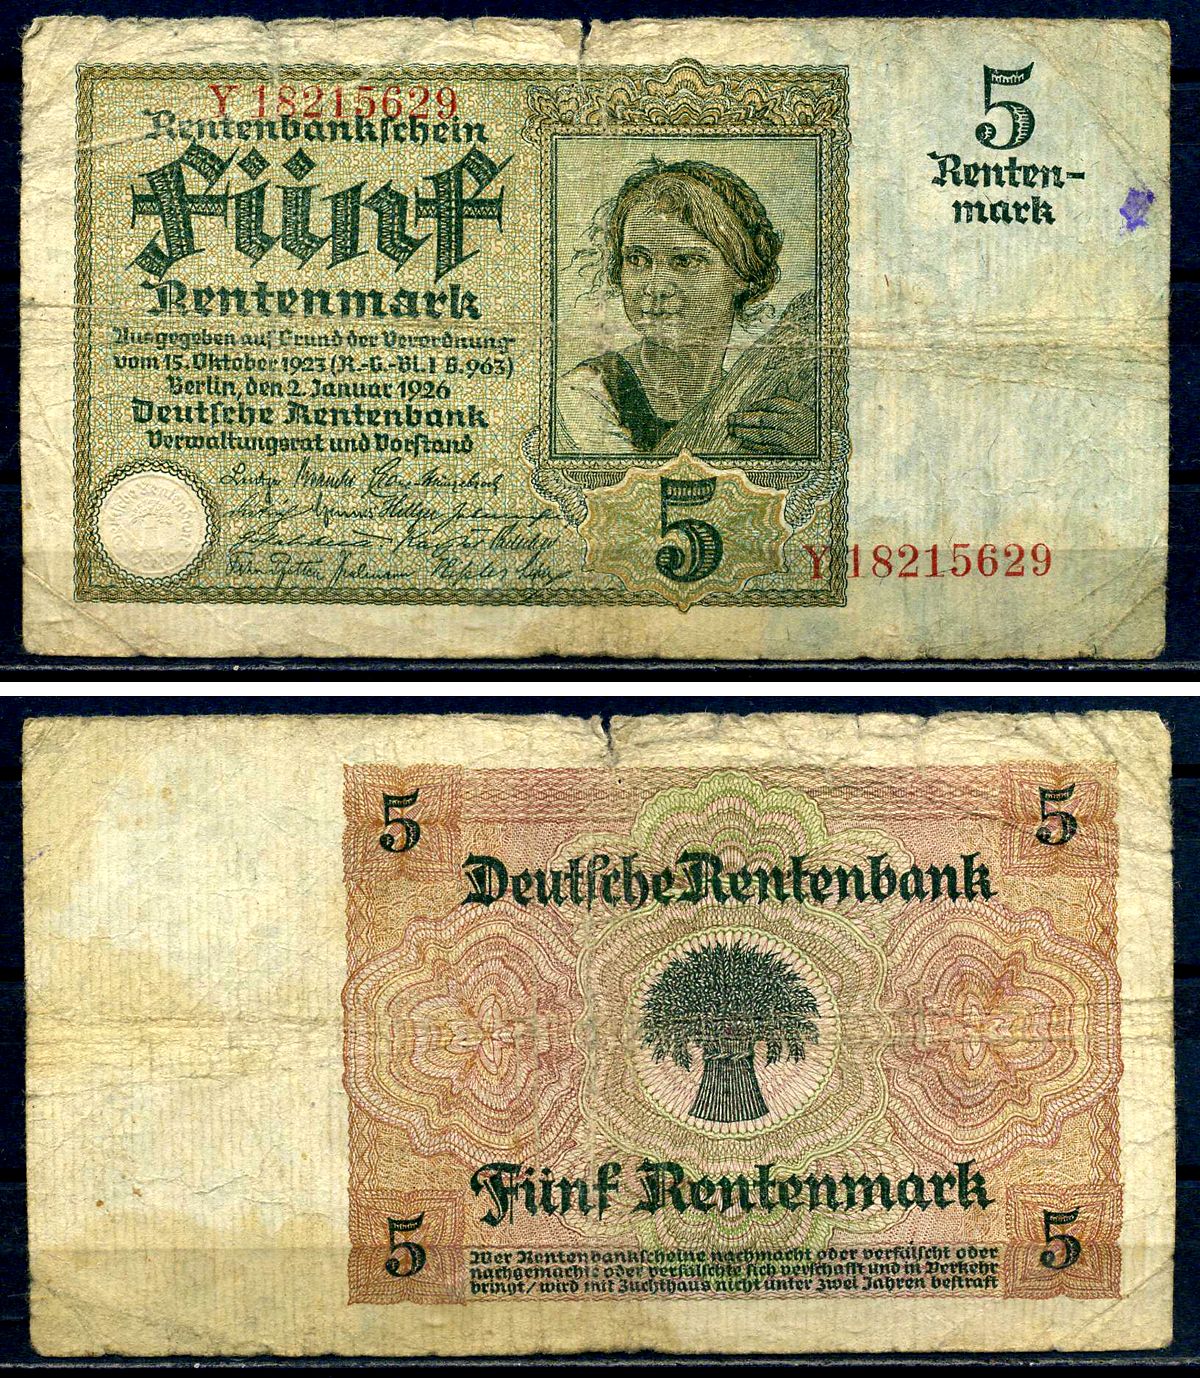 Y 18215629
Rentenbankschein
Fünf
Rentenmark
Ausgegeben auf Grund der Verordnung
vom 15. Oktober 1923 (R.-G.-Bl. I S. 963)
Berlin, den 2. Januar 1926
Deutsche Rentenbank
Verwaltungsrat und Vorstand
5
5
Renten-
mark
Y 18215629
5
5
Deutsche Rentenbank
Fünf Rentenmark
5
5
Wer Rentenbankscheine nachmacht oder verfälscht oder
nachgemachte oder verfälschte sich verschafft und in Verkehr
bringt, wird mit Zuchthaus nicht unter zwei Jahren bestraft